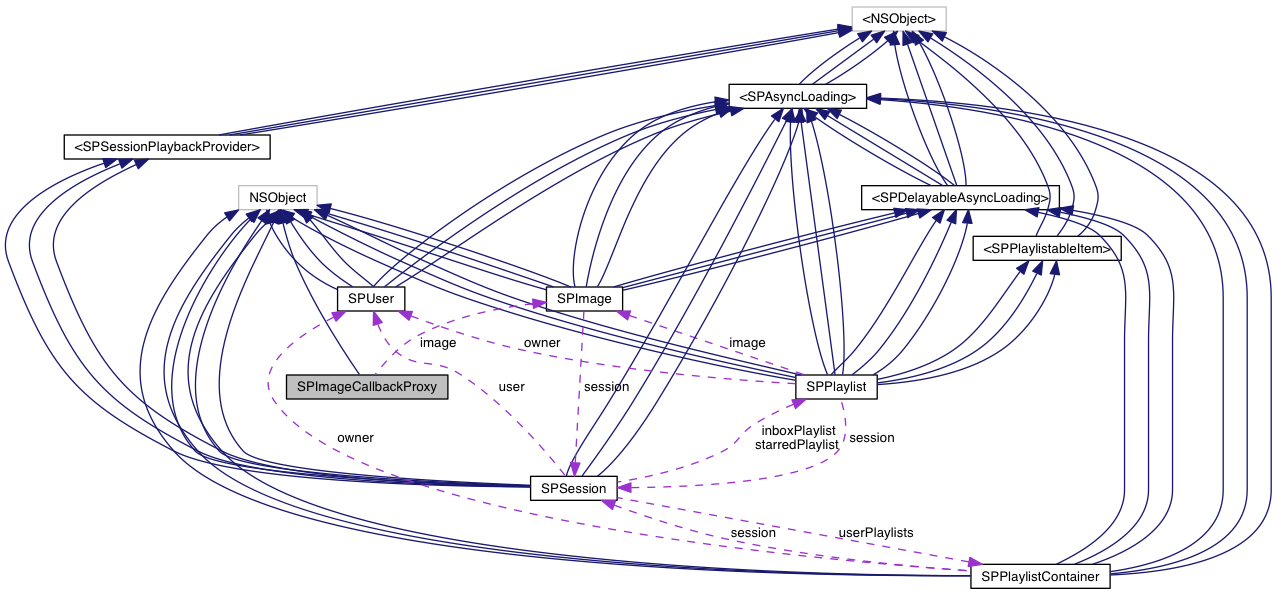 <NSObject>
<SPAsyncLoading>
<SPSessionPlaybackProvider>
NSObject
<SPDelayableAsyncLoading>
<SPPlaylistableItem>
SPUser
SPImage
image
owner
image
SPImageCallbackProxy
user
session
SPPlaylist
owner
inboxPlaylist
starredPlaylist
session
SPSession
session
userPlaylists
SPPlaylistContainer